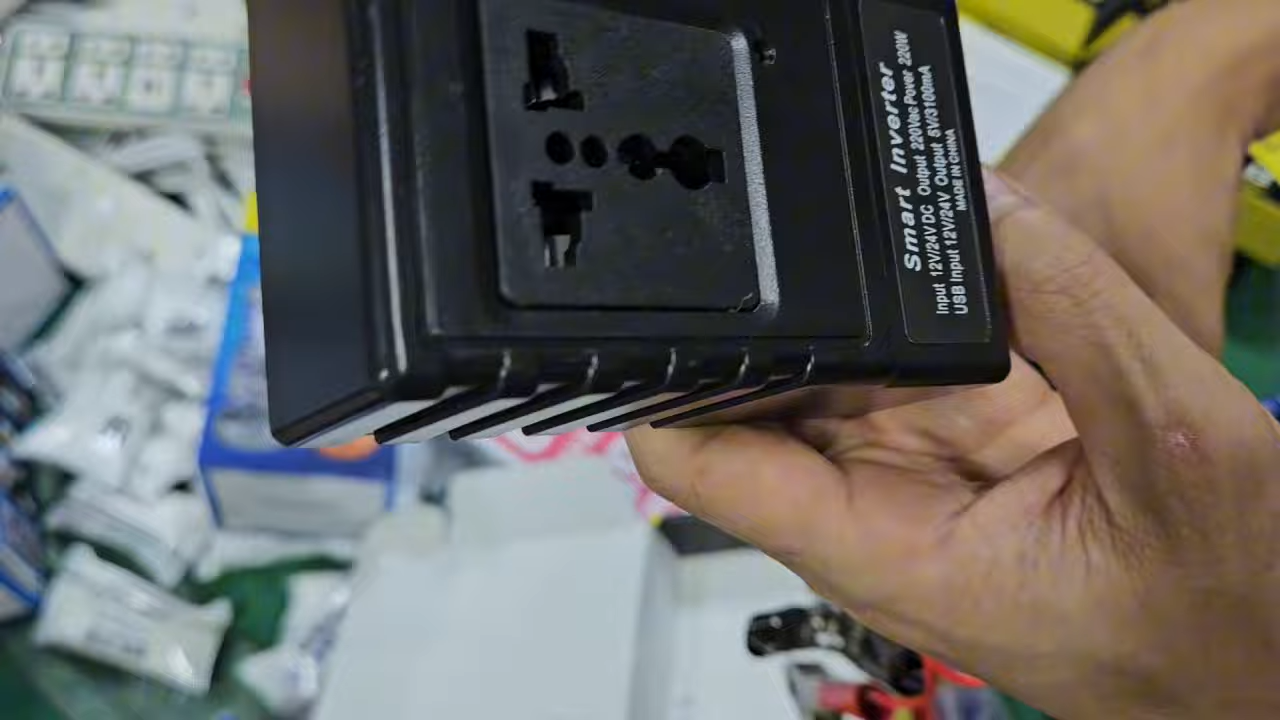 Smart Inverter
Input 12V/24V DC Output 220Vac Power 220W
USB Input 12V/24V Output 5V/3100mA
MADE IN CHINA